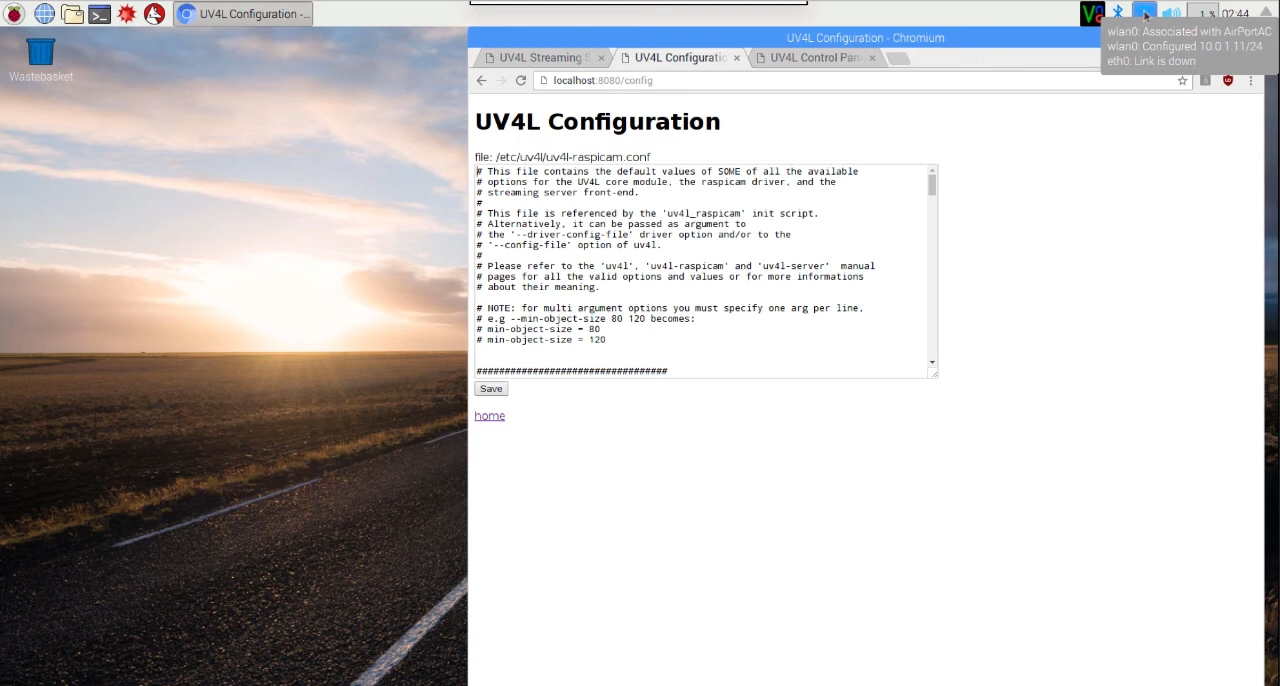 UV4L Configuration - ...
1 %
02:44
wlan0: Associated with AirPortAC
wlan0: Configured 10.0.1 11/24
eth0: Link is down
Wastebasket
UV4L Configuration - Chromium
UV4L Streaming S
UV4L Configuratio
UV4L Control Pan
localhost:8080/config
UV4L Configuration
file: /etc/uv4l/uv4l-raspicam.conf
# This file contains the default values of SOME of all the available
# options for the UV4L core module, the raspicam driver, and the
# streaming server front-end.
#
# This file is referenced by the 'uv4l_raspicam' init script.
# Alternatively, it can be passed as argument to
# the '--driver-config-file' driver option and/or to the
# '--config-file' option of uv4l.
#
# Please refer to the 'uv4l', 'uv4l-raspicam' and 'uv4l-server'  manual
# pages for all the valid options and values or for more informations
# about their meaning.
# NOTE: for multi argument options you must specify one arg per line.
# e.g --min-object-size 80 120 becomes:
# min-object-size = 80
# min-object-size = 120
##################################
Save
home